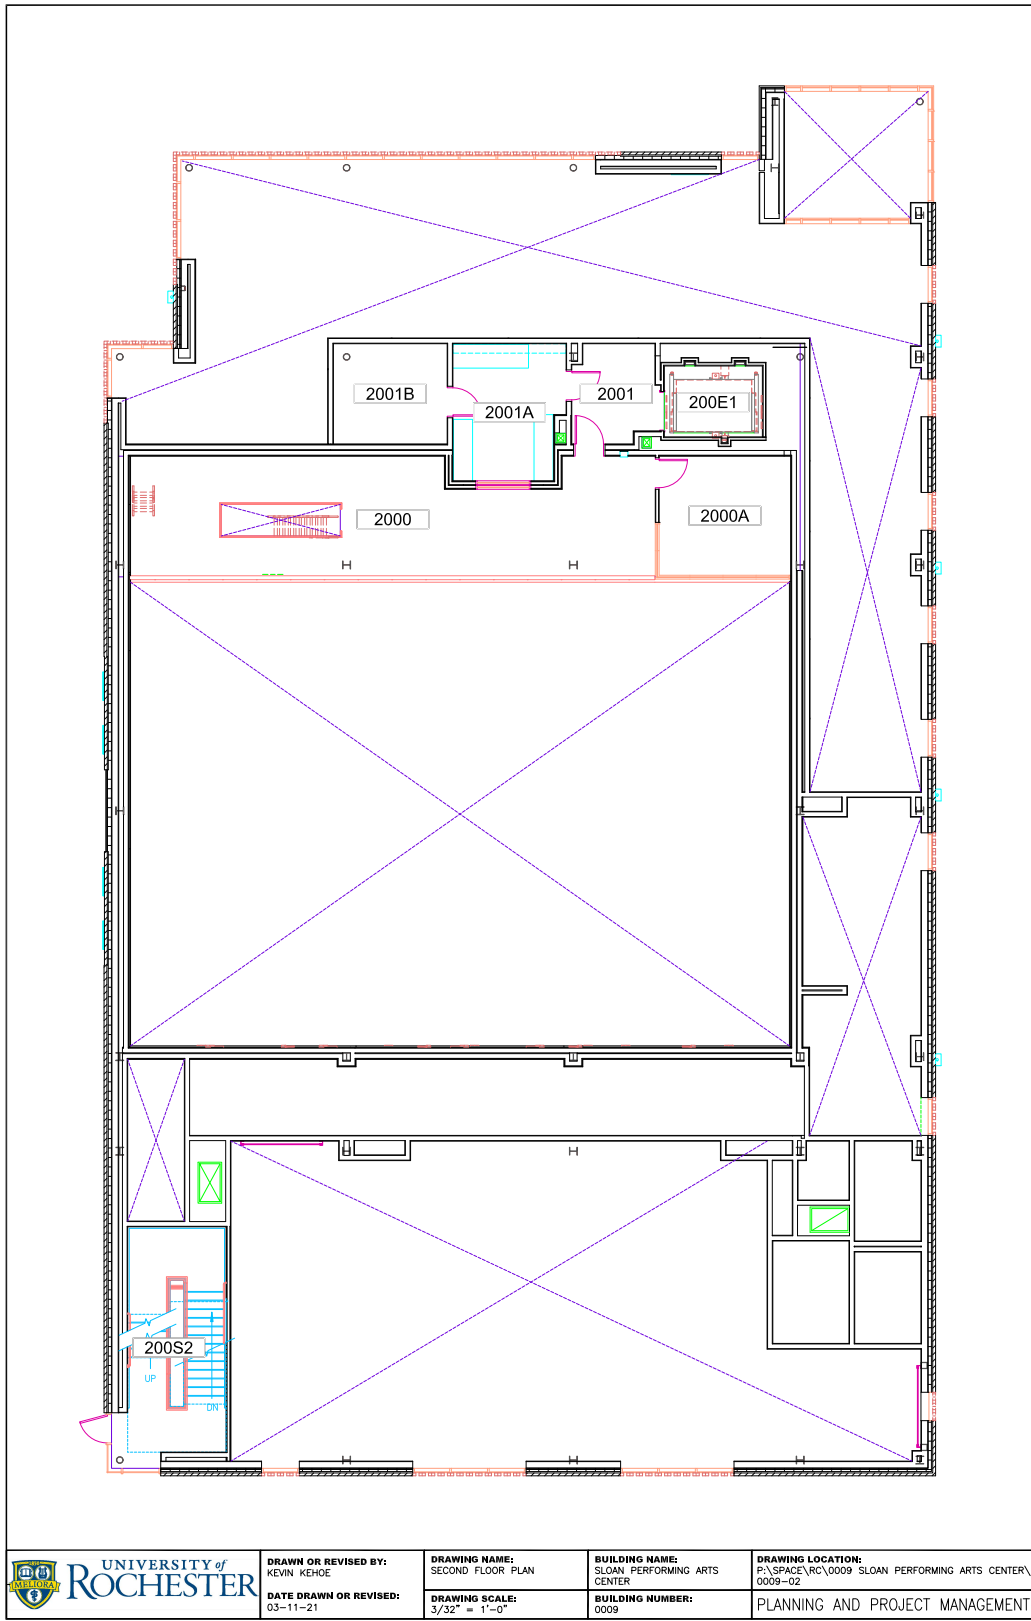 2001B
2001A
2001
200E1
2000
2000A
200S2
UP
DN
MELIORA
UNIVERSITY of
ROCHESTER
DRAWN OR REVISED BY:
KEVIN KEHOE
DATE DRAWN OR REVISED:
03-11-21
DRAWING NAME:
SECOND FLOOR PLAN
DRAWING SCALE:
3/32" = 1'-0"
BUILDING NAME:
SLOAN PERFORMING ARTS
CENTER
BUILDING NUMBER:
0009
DRAWING LOCATION:
P:\SPACE\RC\0009 SLOAN PERFORMING ARTS CENTER\
0009-02
PLANNING AND PROJECT MANAGEMENT